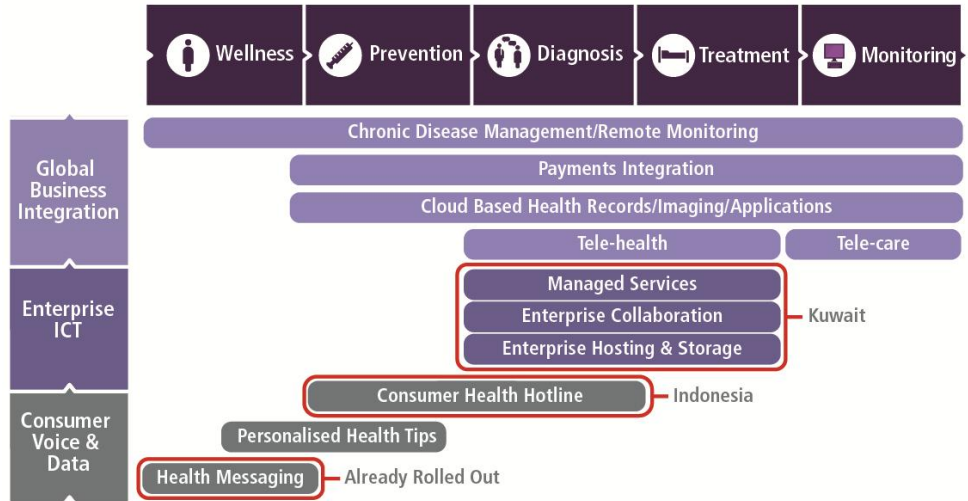 Wellness
Prevention
Diagnosis
Treatment
Monitoring
Global
Business
Integration
Chronic Disease Management/Remote Monitoring
Payments Integration
Cloud Based Health Records/Imaging/Applications
Tele-health
Tele-care
Enterprise
ICT
Managed Services
Enterprise Collaboration
Enterprise Hosting & Storage
Kuwait
Consumer
Voice &
Data
Consumer Health Hotline
Indonesia
Personalised Health Tips
Health Messaging
Already Rolled Out